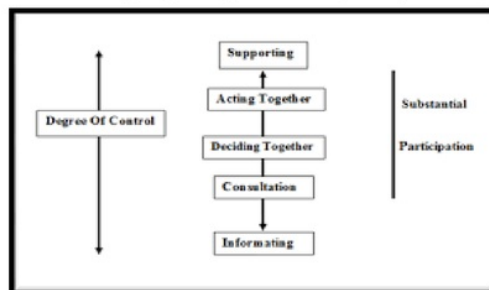 Supporting
Acting Together
Substantial
Degree Of Control
Deciding Together
Participation
Consultation
Informating